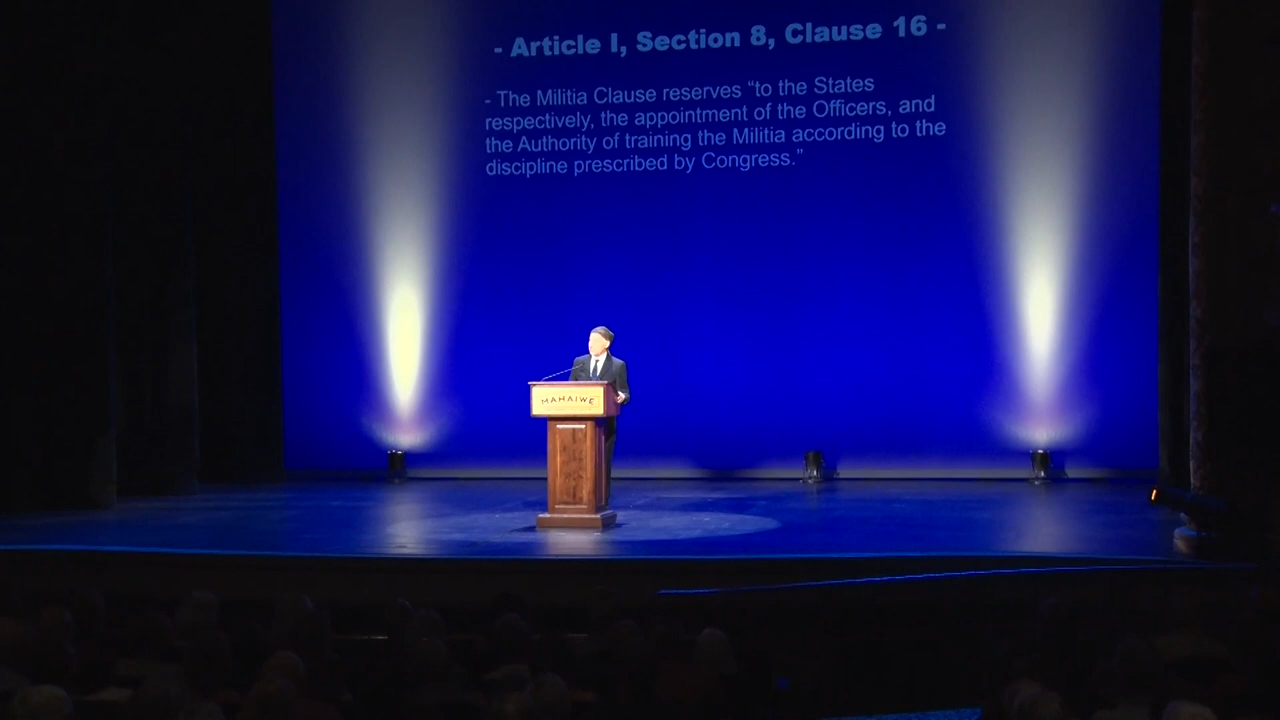 - Article I, Section 8, Clause 16 -
- The Militia Clause reserves “to the States
respectively, the appointment of the Officers, and
the Authority of training the Militia according to the
discipline prescribed by Congress.”
MAHAIWE